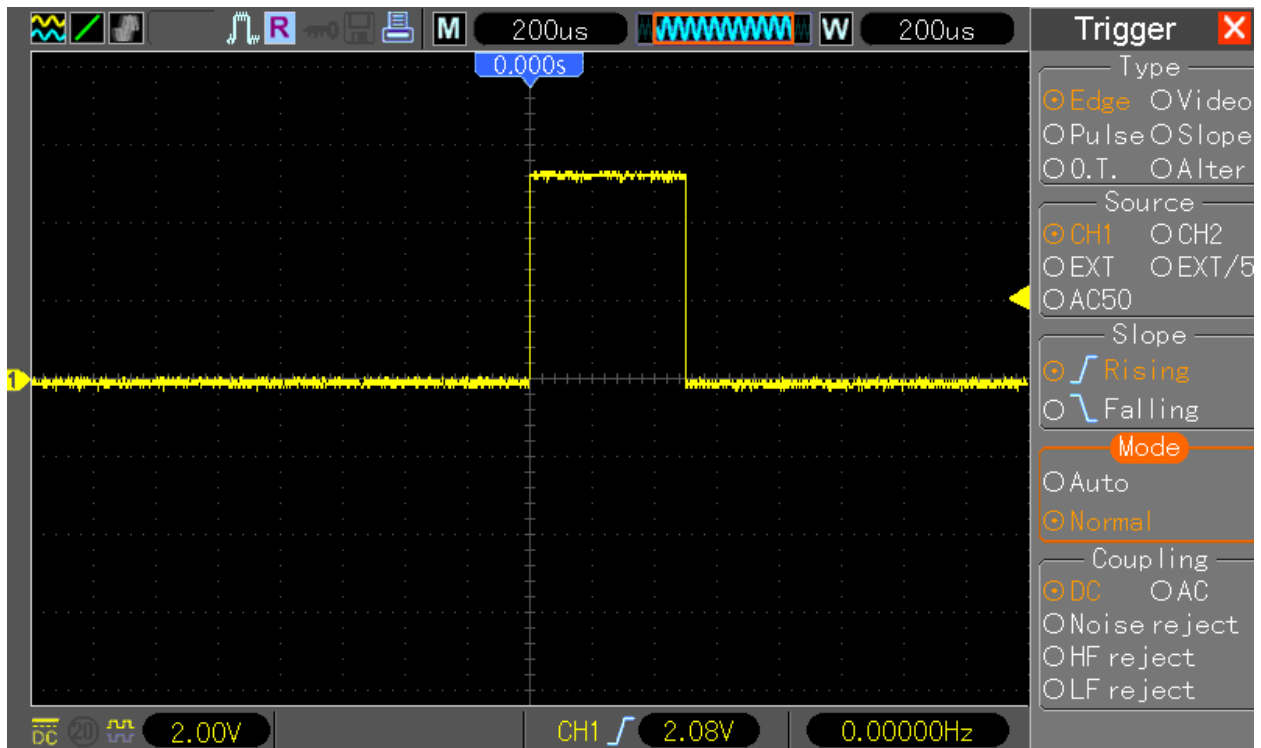 R M 200us W 200us Trigger X
0.000s
Type
Edge Video
Pulse Slope
O.T. Alter
Source
CH1 CH2
EXT EXT/5
AC50
Slope
Rising
1
Falling
Mode
Auto
Normal
Coupling
DC AC
Noise reject
HF reject
LF reject
DC 20 2.00V CH1 2.08V 0.00000Hz